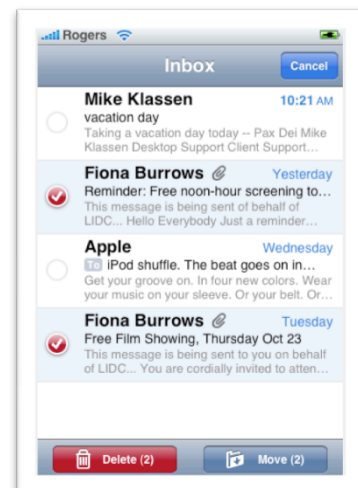 Rogers
Inbox
Cancel
Mike Klassen 10:21 AM
vacation day
Taking a vacation day today -- Pax Dei Mike
Klassen Desktop Support Client Support...
Fiona Burrows Yesterday
Reminder: Free noon-hour screening to...
This message is being sent of behalf of
LIDC... Hello Everybody Just a reminder...
Apple Wednesday
To iPod shuffle. The beat goes on in...
Get your groove on. In four new colors. Wear
your music on your sleeve. Or your belt. Or...
Fiona Burrows Tuesday
Free Film Showing, Thursday Oct 23
This message is being sent to you on behalf
of LIDC... You are cordially invited to atten...
Delete (2)
Move (2)